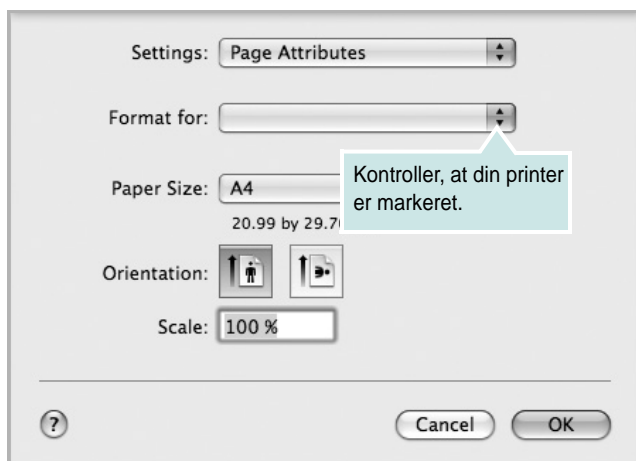 Settings: Page Attributes
Format for:
Kontroller, at din printer
er markeret.
Paper Size: A4
20.99 by 29.70
Orientation:
Scale: 100 %
? Cancel OK